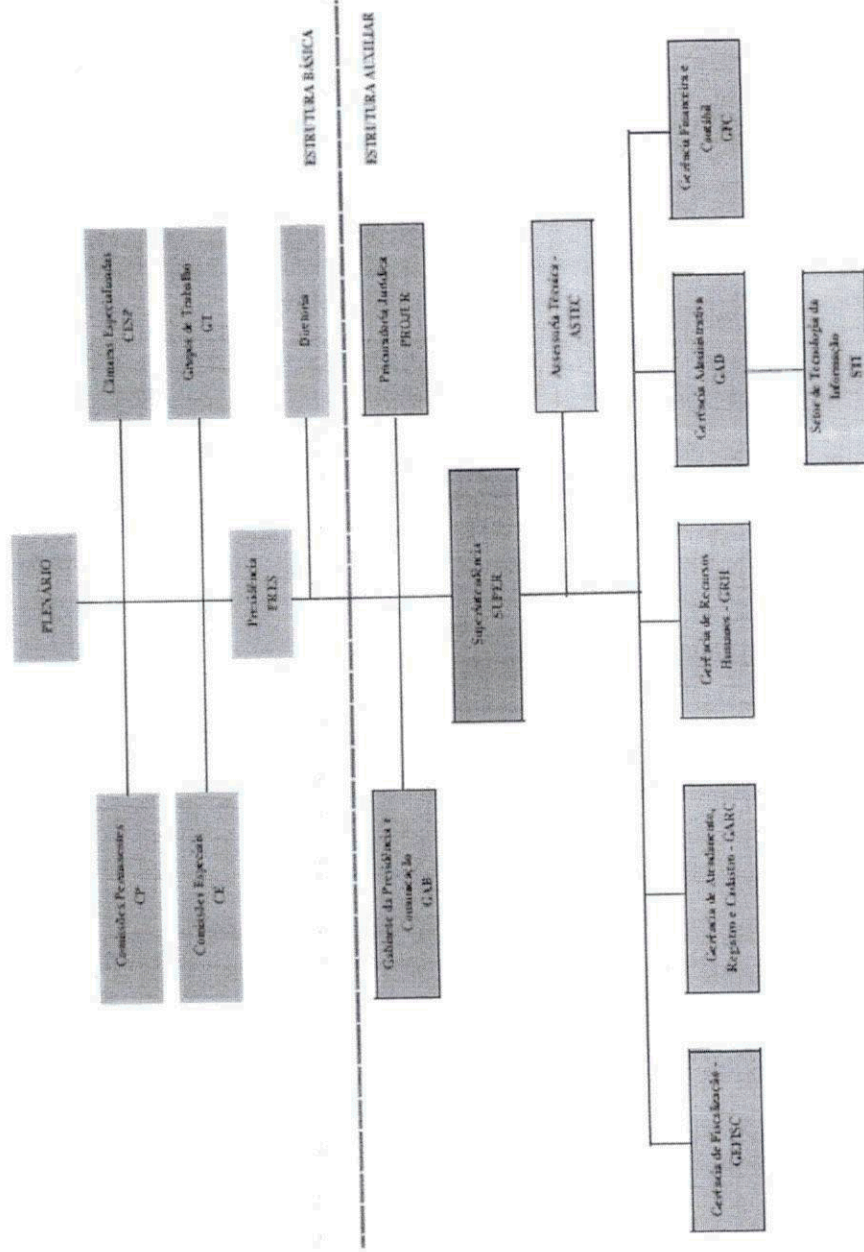 PLENÁRIO
Comissões Permanentes
CP
Câmaras Especializadas
CESP
Comissões Especiais
CE
Grupos de Trabalho
GT
Presidência
PRES
Diretoria
ESTRUTURA BÁSICA
ESTRUTURA AUXILIAR
Gabinete da Presidência e
Comunicação
GAB
Procuradoria Jurídica
PROJUR
Superintendência
SUPER
Assessoria Técnica -
ASTEC
Gerência de Fiscalização -
GEFISC
Gerência de Atendimento,
Registro e Cadastro - GARC
Gerência de Recursos
Humanos - GRH
Gerência Administrativa
GAD
Gerência Financeira e
Contábil
GFC
Setor de Tecnologia da
Informação
STI